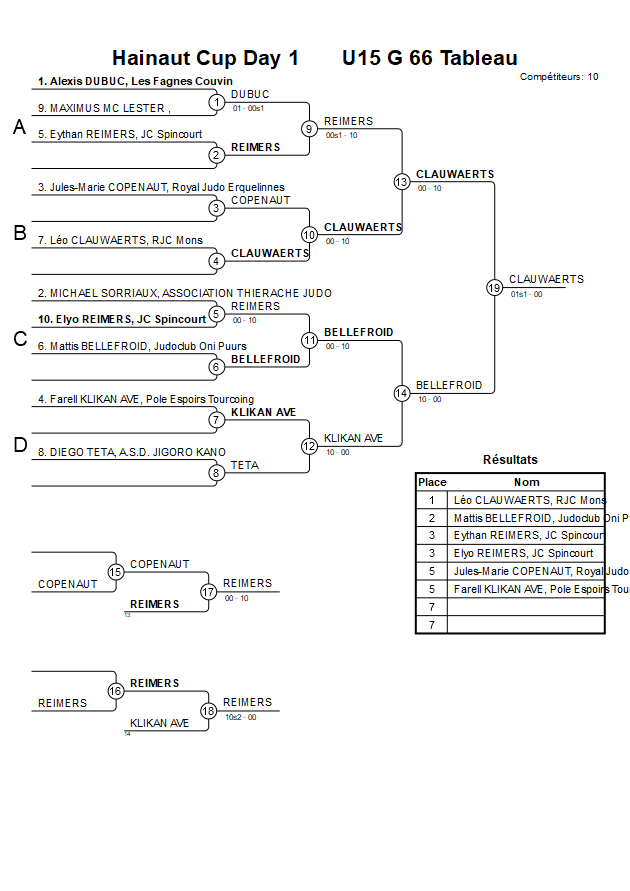 Hainaut Cup Day 1 U15 G 66 Tableau
Compétiteurs: 10
1. Alexis DUBUC, Les Fagnes Couvin
1
DUBUC
01 - 00s1
9. MAXIMUS MC LESTER ,
A
9
REIMERS
00s1 - 10
5. Eythan REIMERS, JC Spincourt
2
REIMERS
13
CLAUWAERTS
00 - 10
3. Jules-Marie COPENAUT, Royal Judo Erquelinnes
3
COPENAUT
B
10
CLAUWAERTS
00 - 10
7. Léo CLAUWAERTS, RJC Mons
4
CLAUWAERTS
19
CLAUWAERTS
01s1 - 00
2. MICHAEL SORRIAUX, ASSOCIATION THIERACHE JUDO
5
REIMERS
00 - 10
10. Elyo REIMERS, JC Spincourt
C
11
BELLEFROID
00 - 10
6. Mattis BELLEFROID, Judoclub Oni Puurs
6
BELLEFROID
14
BELLEFROID
10 - 00
4. Farell KLIKAN AVE, Pole Espoirs Tourcoing
7
KLIKAN AVE
D
12
KLIKAN AVE
10 - 00
8. DIEGO TETA, A.S.D. JIGORO KANO
8
TETA
Résultats
Place Nom
1 Léo CLAUWAERTS, RJC Mons
2 Mattis BELLEFROID, Judoclub Oni P
3 Eythan REIMERS, JC Spincour
3 Elyo REIMERS, JC Spincourt
5 Jules-Marie COPENAUT, Royal Judo
5 Farell KLIKAN AVE, Pole Espoirs Tour
7
7
COPENAUT
15
COPENAUT
17
REIMERS
00 - 10
REIMERS
13
REIMERS
16
REIMERS
18
REIMERS
10s2 - 00
KLIKAN AVE
14